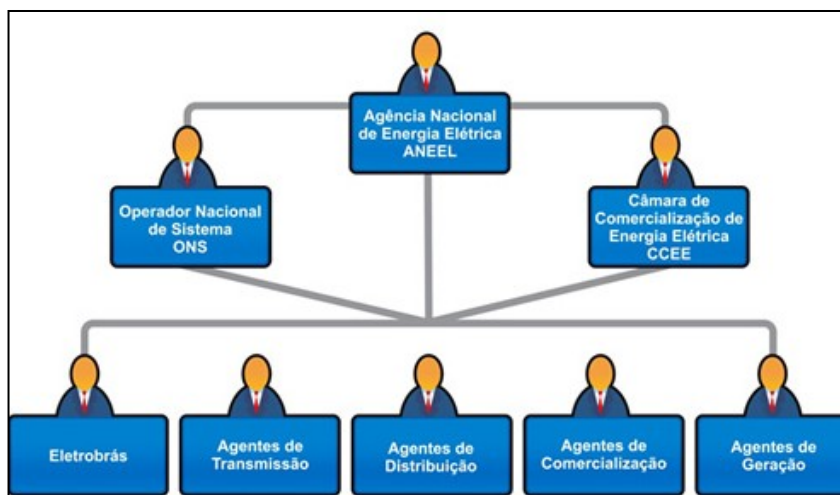 Agência Nacional
de Energia Elétrica
ANEEL
Operador Nacional
de Sistema
ONS
Câmara de
Comercialização de
Energia Elétrica
CCEE
Eletrobrás
Agentes de
Transmissão
Agentes de
Distribuição
Agentes de
Comercialização
Agentes de
Geração